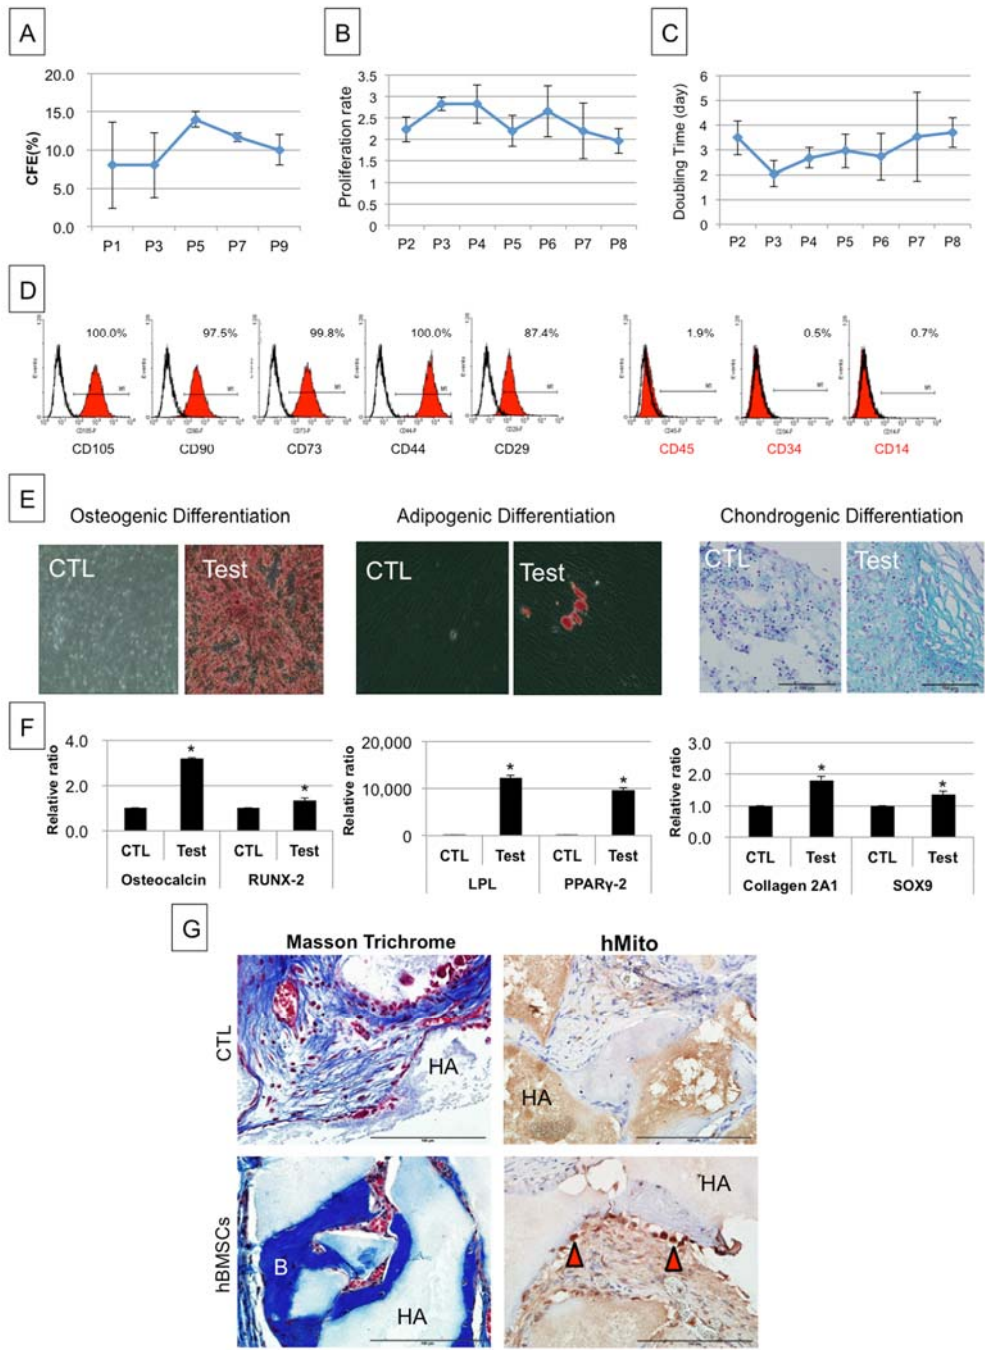 A
B
C
20.0
15.0
10.0
5.0
0.0
CFE(%)
P1 P3 P5 P7 P9
3.5
3
2.5
2
1.5
1
0.5
0
Proliferation rate
P2 P3 P4 P5 P6 P7 P8
6
5
4
3
2
1
0
Doubling Time (day)
P2 P3 P4 P5 P6 P7 P8
D
100.0% 97.5% 99.8% 100.0% 87.4% 1.9% 0.5% 0.7%
CD105 CD90 CD73 CD44 CD29 CD45 CD34 CD14
E
Osteogenic Differentiation Adipogenic Differentiation Chondrogenic Differentiation
CTL Test CTL Test CTL Test
F
4.0
2.0
0.0
Relative ratio
CTL Test CTL Test
Osteocalcin RUNX-2
20,000
10,000
0
Relative ratio
CTL Test CTL Test
LPL PPARγ-2
3.0
2.0
1.0
0.0
Relative ratio
CTL Test CTL Test
Collagen 2A1 SOX9
* * * * * *
G
Masson Trichrome hMito
CTL
HA
HA
hBMSCs
B
HA
HA